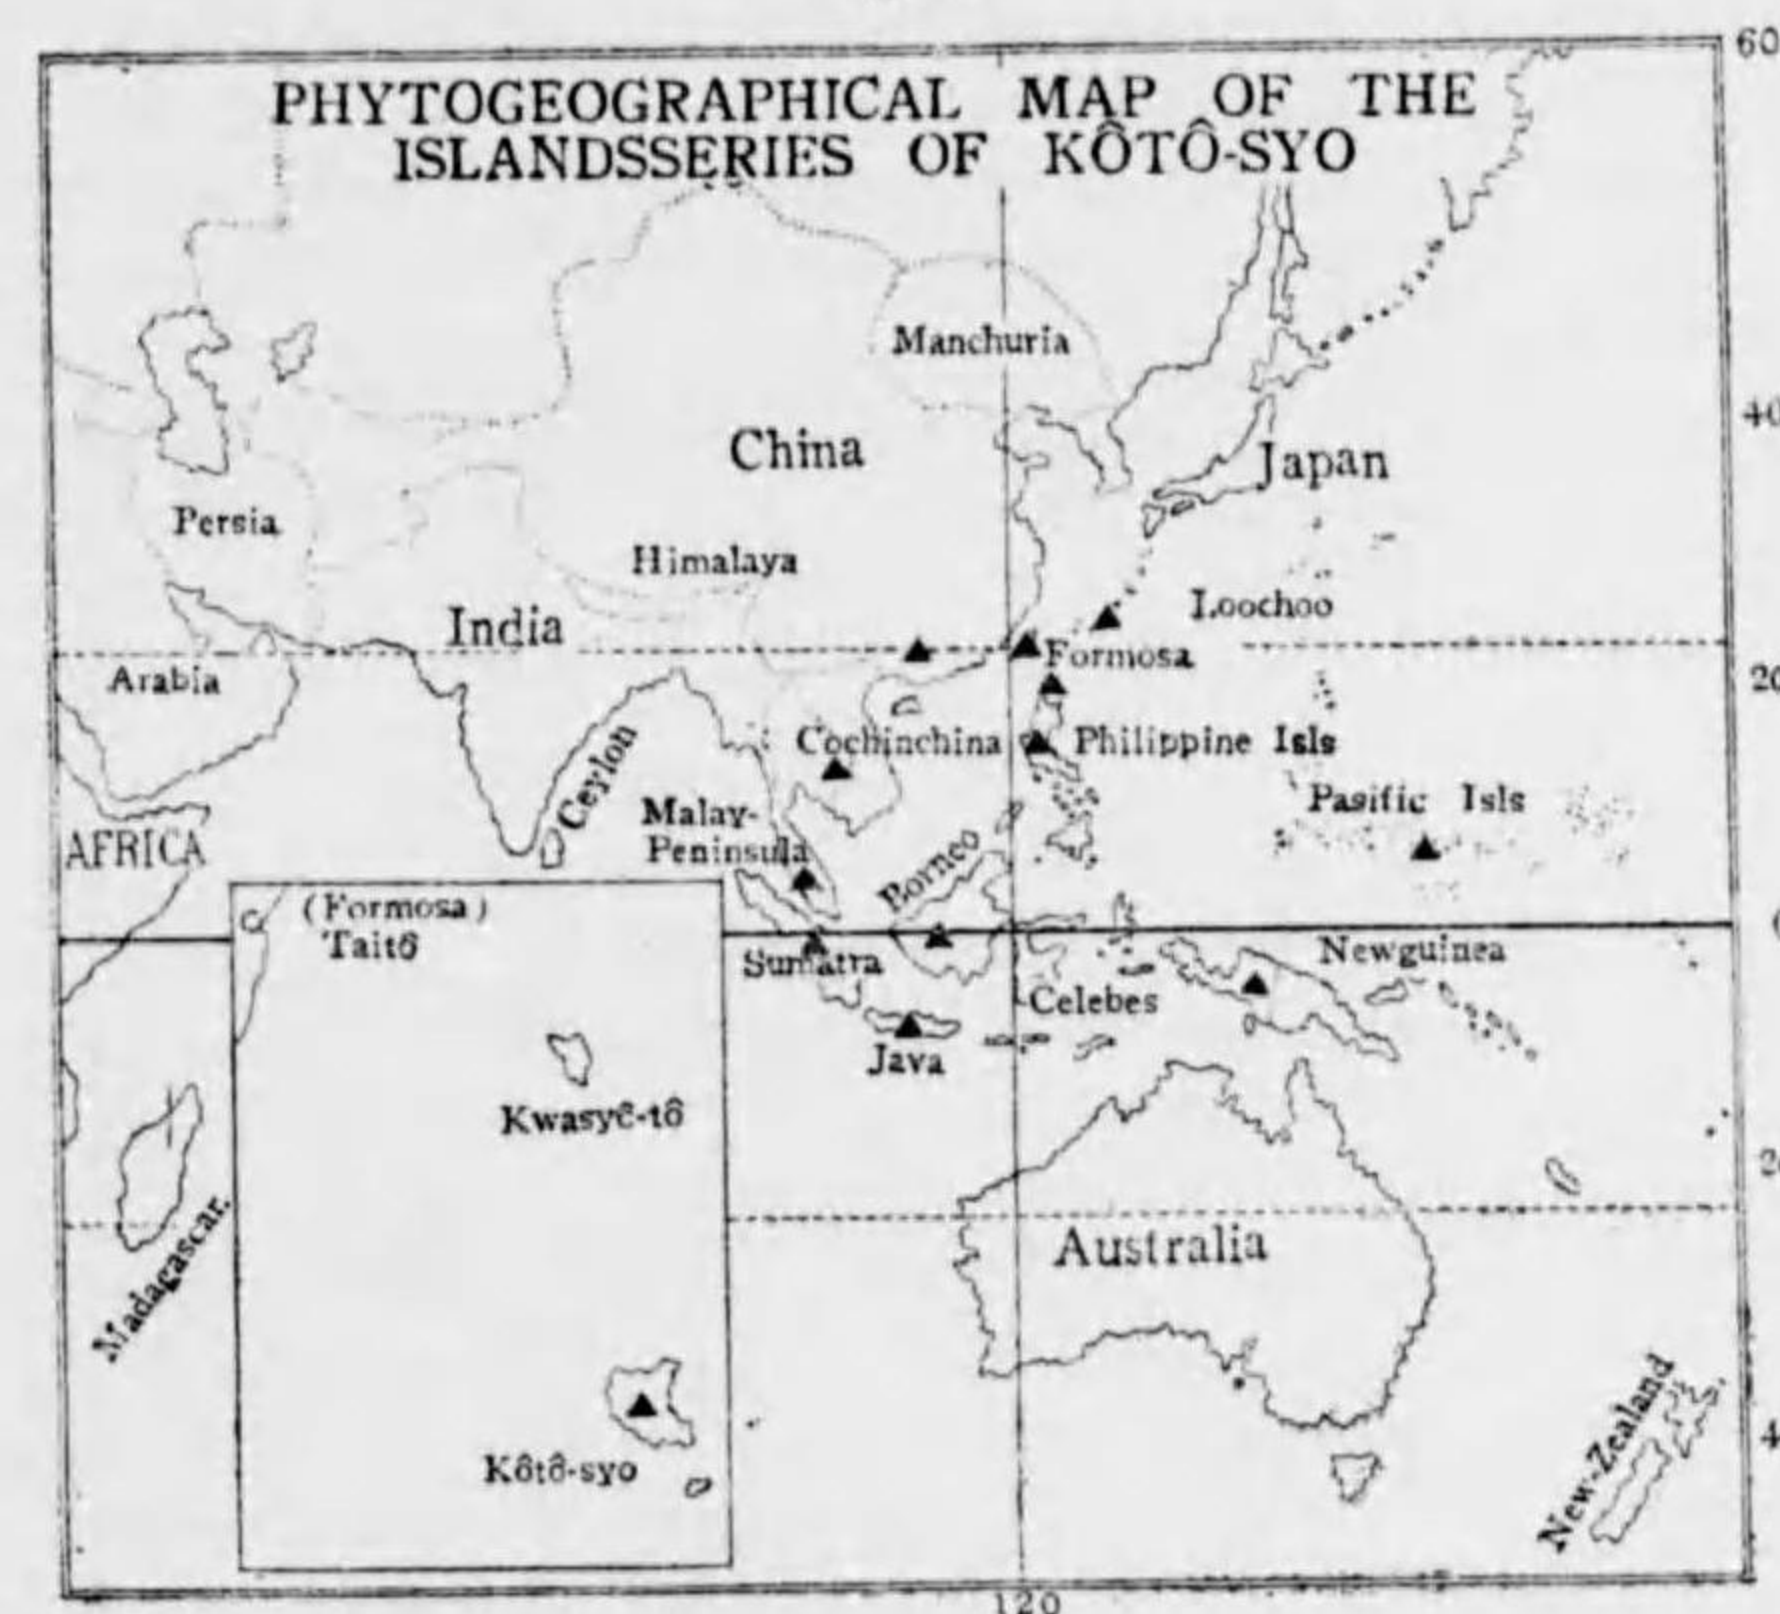 60
PHYTOGEOGRAPHICAL MAP OF THE
ISLANDSSERIES OF KÔTÔ-SYO
Manchuria
40
China
Japan
Persia
Himalaya
Loochoo
India
Formosa
Arabia
20
Cochinchina
Philippine Isls
Ceylon
Malay-
Peninsula
Pasific Isls
AFRICA
Borneo
(Formosa)
Taitô
Sumatra
Newguinea
Celebes
Java
Kwasyê-tô
Madagascar.
Australia
New-Zealand
Kôtô-syo
120